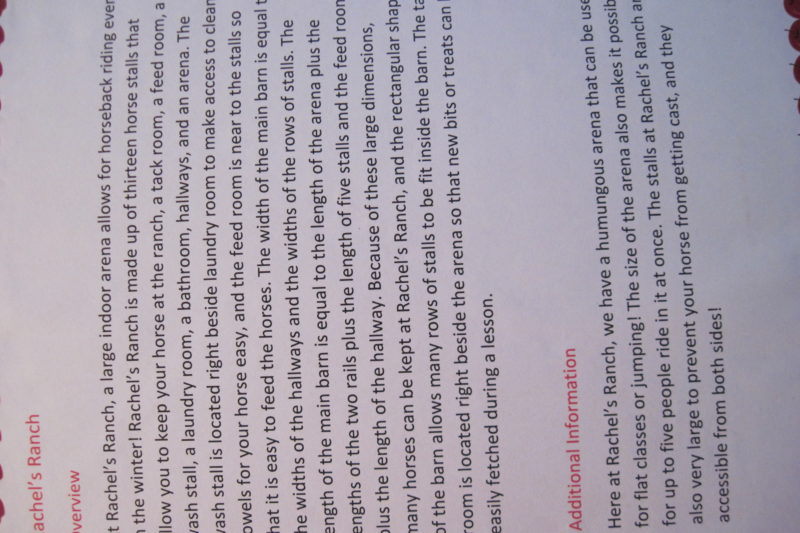 achel's Ranch
verview
t Rachel's Ranch, a large indoor arena allows for horseback riding ever
n the winter! Rachel's Ranch is made up of thirteen horse stalls that
llow you to keep your horse at the ranch, a tack room, a feed room, a
ash stall, a laundry room, a bathroom, hallways, and an arena. The
ash stall is located right beside laundry room to make access to clean
owels for your horse easy, and the feed room is near to the stalls so
hat it is easy to feed the horses. The width of the main barn is equal t
he widths of the hallways and the widths of the rows of stalls. The
ength of the main barn is equal to the length of the arena plus the
engths of the two rails plus the length of five stalls and the feed room
plus the length of the hallway. Because of these large dimensions,
many horses can be kept at Rachel's Ranch, and the rectangular shap
of the barn allows many rows of stalls to be fit inside the barn. The ta
room is located right beside the arena so that new bits or treats can
easily fetched during a lesson.
Additional Information
Here at Rachel's Ranch, we have a humungous arena that can be use
for flat classes or jumping! The size of the arena also makes it possib
for up to five people ride in it at once. The stalls at Rachel's Ranch ar
also very large to prevent your horse from getting cast, and they
accessible from both sides!